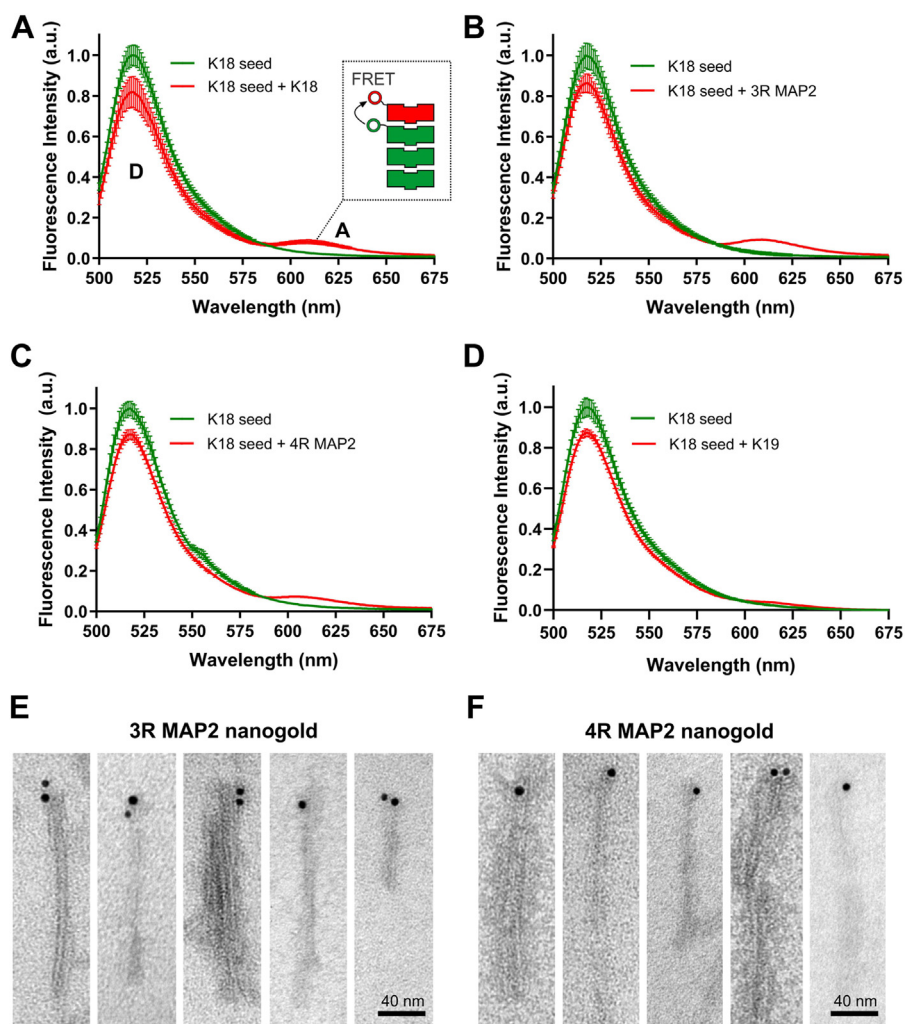 A
Fluorescence Intensity (a.u.)
1.0
0.8
0.6
0.4
0.2
0.0
500 525 550 575 600 625 650 675
Wavelength (nm)
K18 seed
K18 seed + K18
FRET
D
A
B
Fluorescence Intensity (a.u.)
1.0
0.8
0.6
0.4
0.2
0.0
500 525 550 575 600 625 650 675
Wavelength (nm)
K18 seed
K18 seed + 3R MAP2
C
Fluorescence Intensity (a.u.)
1.0
0.8
0.6
0.4
0.2
0.0
500 525 550 575 600 625 650 675
Wavelength (nm)
K18 seed
K18 seed + 4R MAP2
D
Fluorescence Intensity (a.u.)
1.0
0.8
0.6
0.4
0.2
0.0
500 525 550 575 600 625 650 675
Wavelength (nm)
K18 seed
K18 seed + K19
E
3R MAP2 nanogold
40 nm
F
4R MAP2 nanogold
40 nm